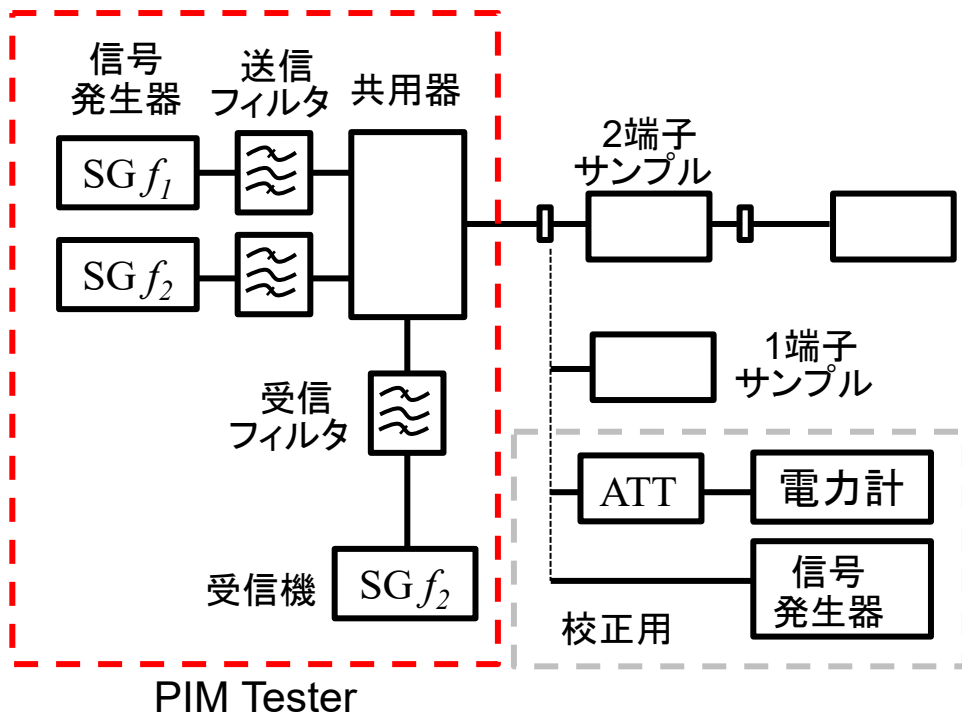 信号
発生器
送信
フィルタ
共用器
SG f1
SG f2
2端子
サンプル
1端子
サンプル
受信
フィルタ
ATT
電力計
受信機
SG f2
信号
発生器
校正用
PIM Tester